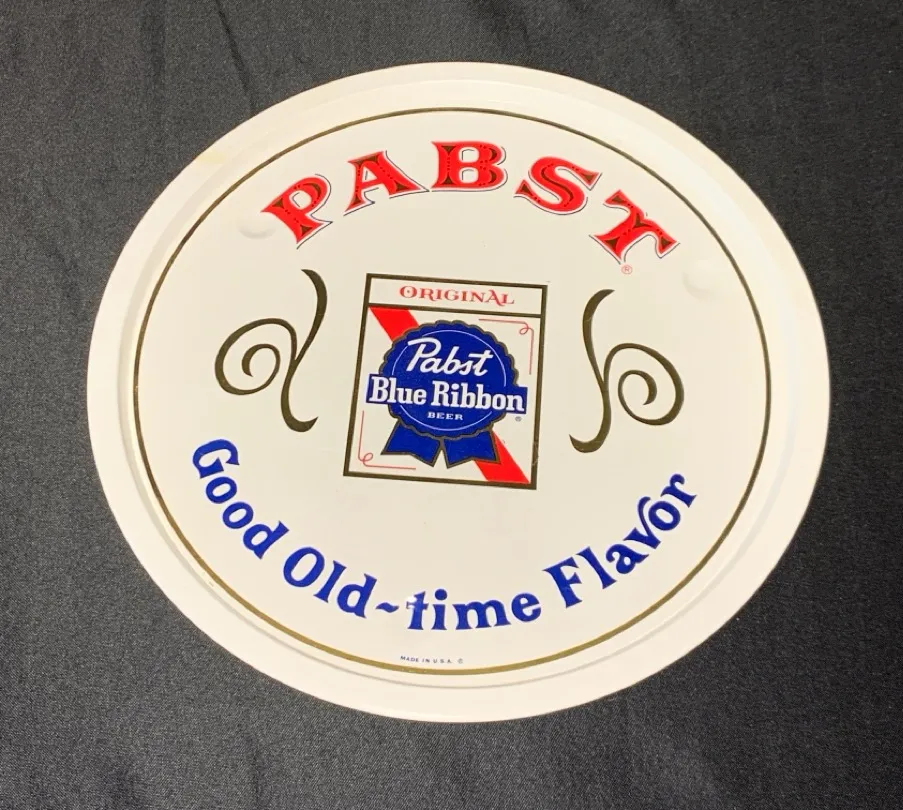 PABST
®
ORIGINAL
Pabst
Blue Ribbon
BEER
®
Good Old-time Flavor
MADE IN U.S.A. ©